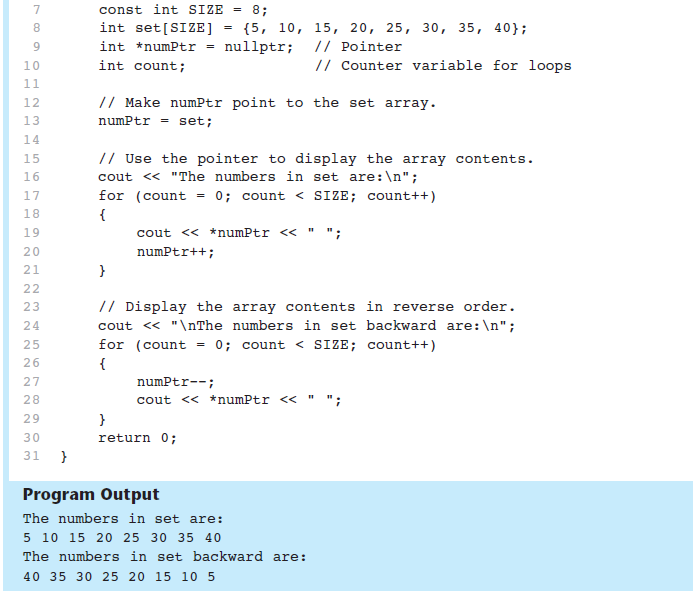 7 const int SIZE = 8;
8 int set[SIZE] = {5, 10, 15, 20, 25, 30, 35, 40};
9 int *numPtr = nullptr; // Pointer
10 int count; // Counter variable for loops
11
12 // Make numPtr point to the set array.
13 numPtr = set;
14
15 // Use the pointer to display the array contents.
16 cout << "The numbers in set are:\n";
17 for (count = 0; count < SIZE; count++)
18 {
19 cout << *numPtr << " ";
20 numPtr++;
21 }
22
23 // Display the array contents in reverse order.
24 cout << "\nThe numbers in set backward are:\n";
25 for (count = 0; count < SIZE; count++)
26 {
27 numPtr--;
28 cout << *numPtr << " ";
29 }
30 return 0;
31 }
Program Output
The numbers in set are:
5 10 15 20 25 30 35 40
The numbers in set backward are:
40 35 30 25 20 15 10 5